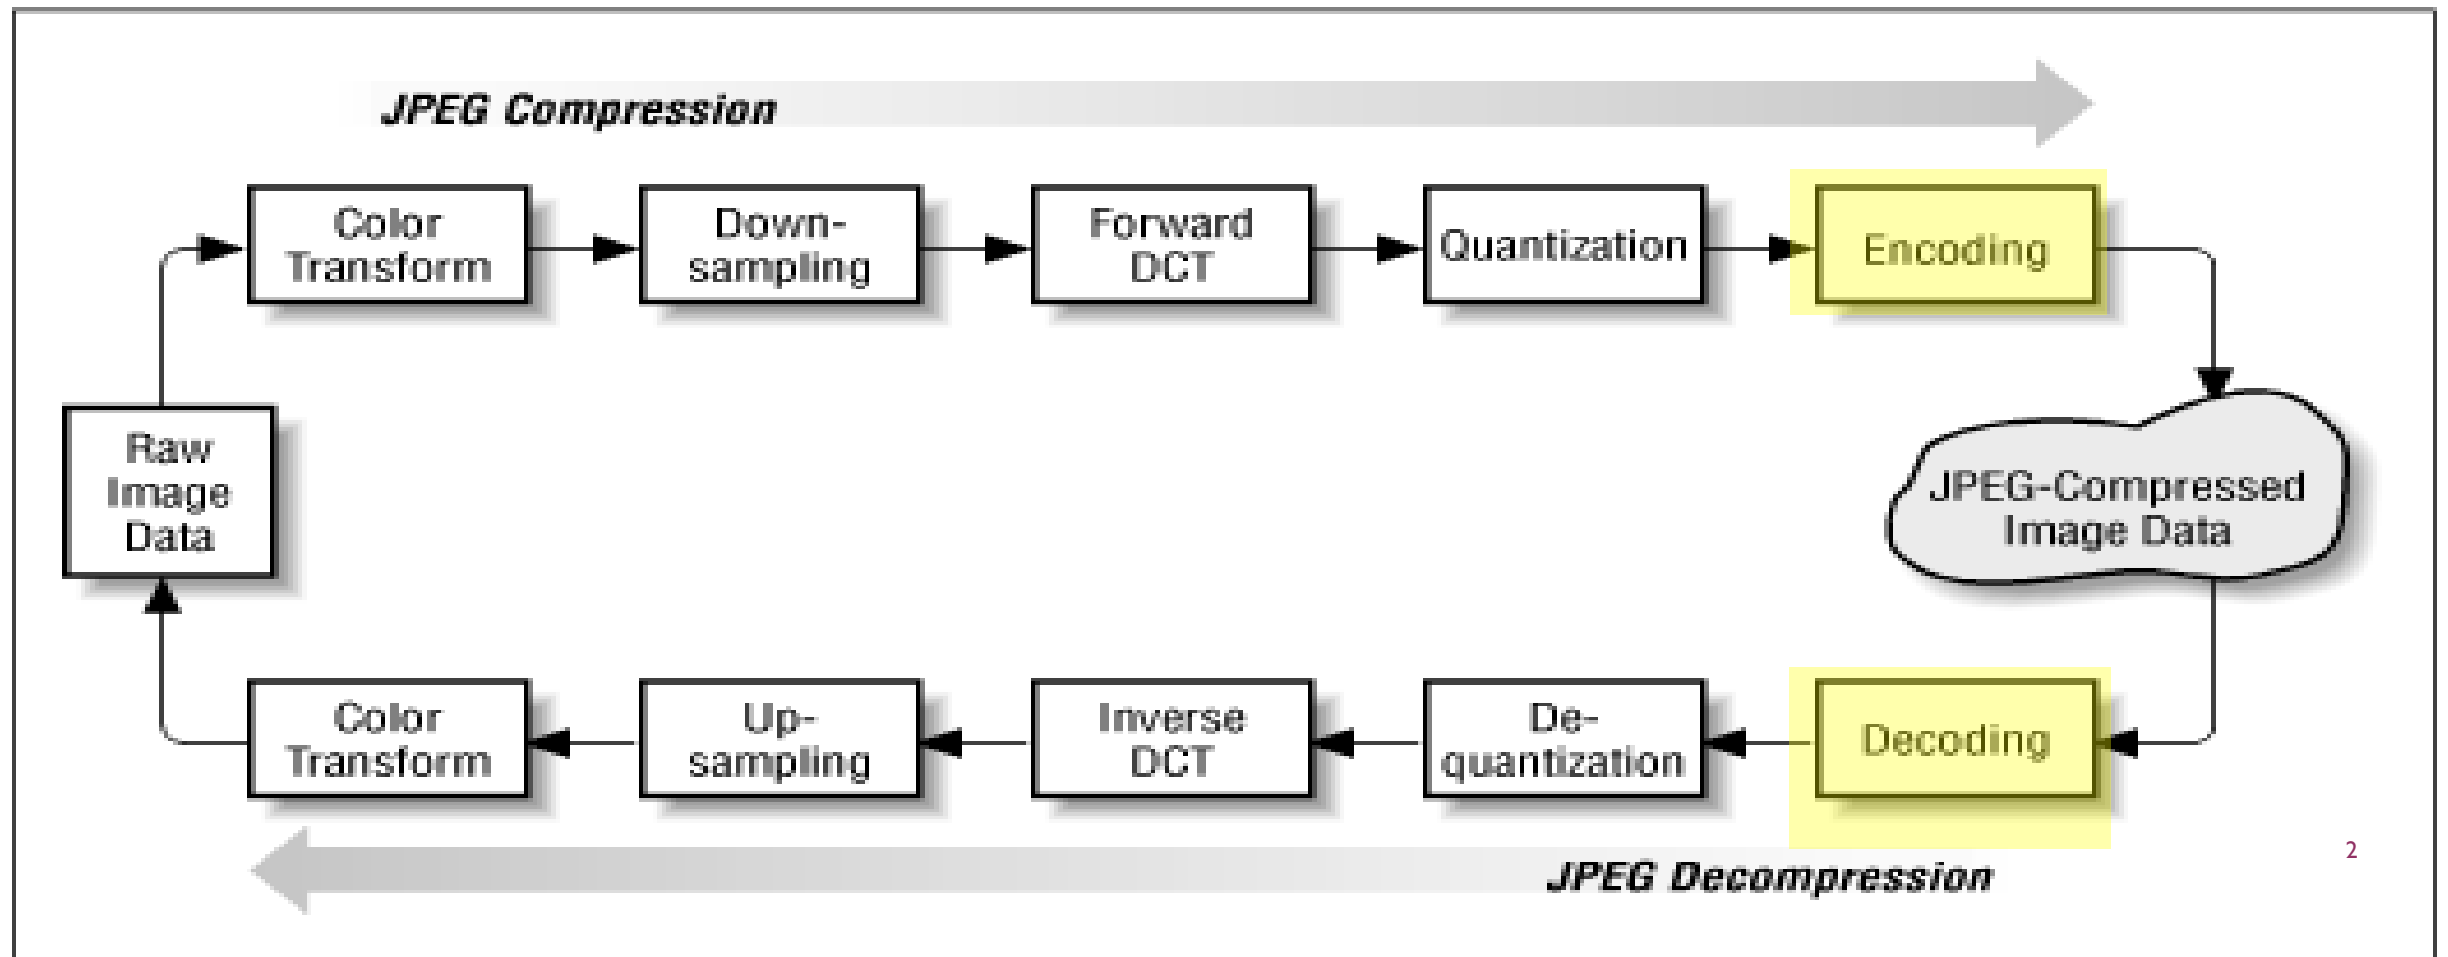 JPEG Compression
Color
Transform
Down-
sampling
Forward
DCT
Quantization
Encoding
Raw
Image
Data
JPEG-Compressed
Image Data
Color
Transform
Up-
sampling
Inverse
DCT
De-
quantization
Decoding
JPEG Decompression
2